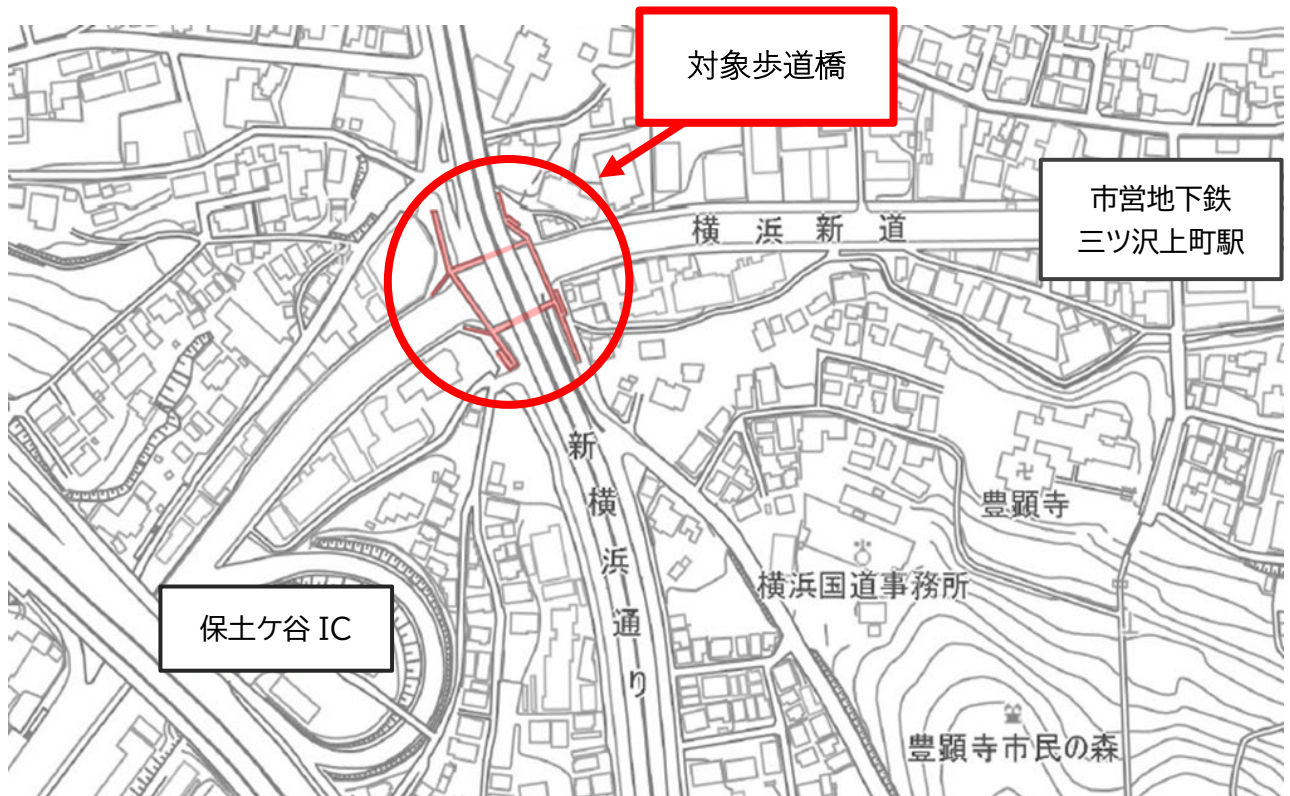 対象歩道橋
市営地下鉄
三ツ沢上町駅
横浜新道
新横浜通り
豊顕寺
横浜国道事務所
保土ケ谷 IC
豊顕寺市民の森